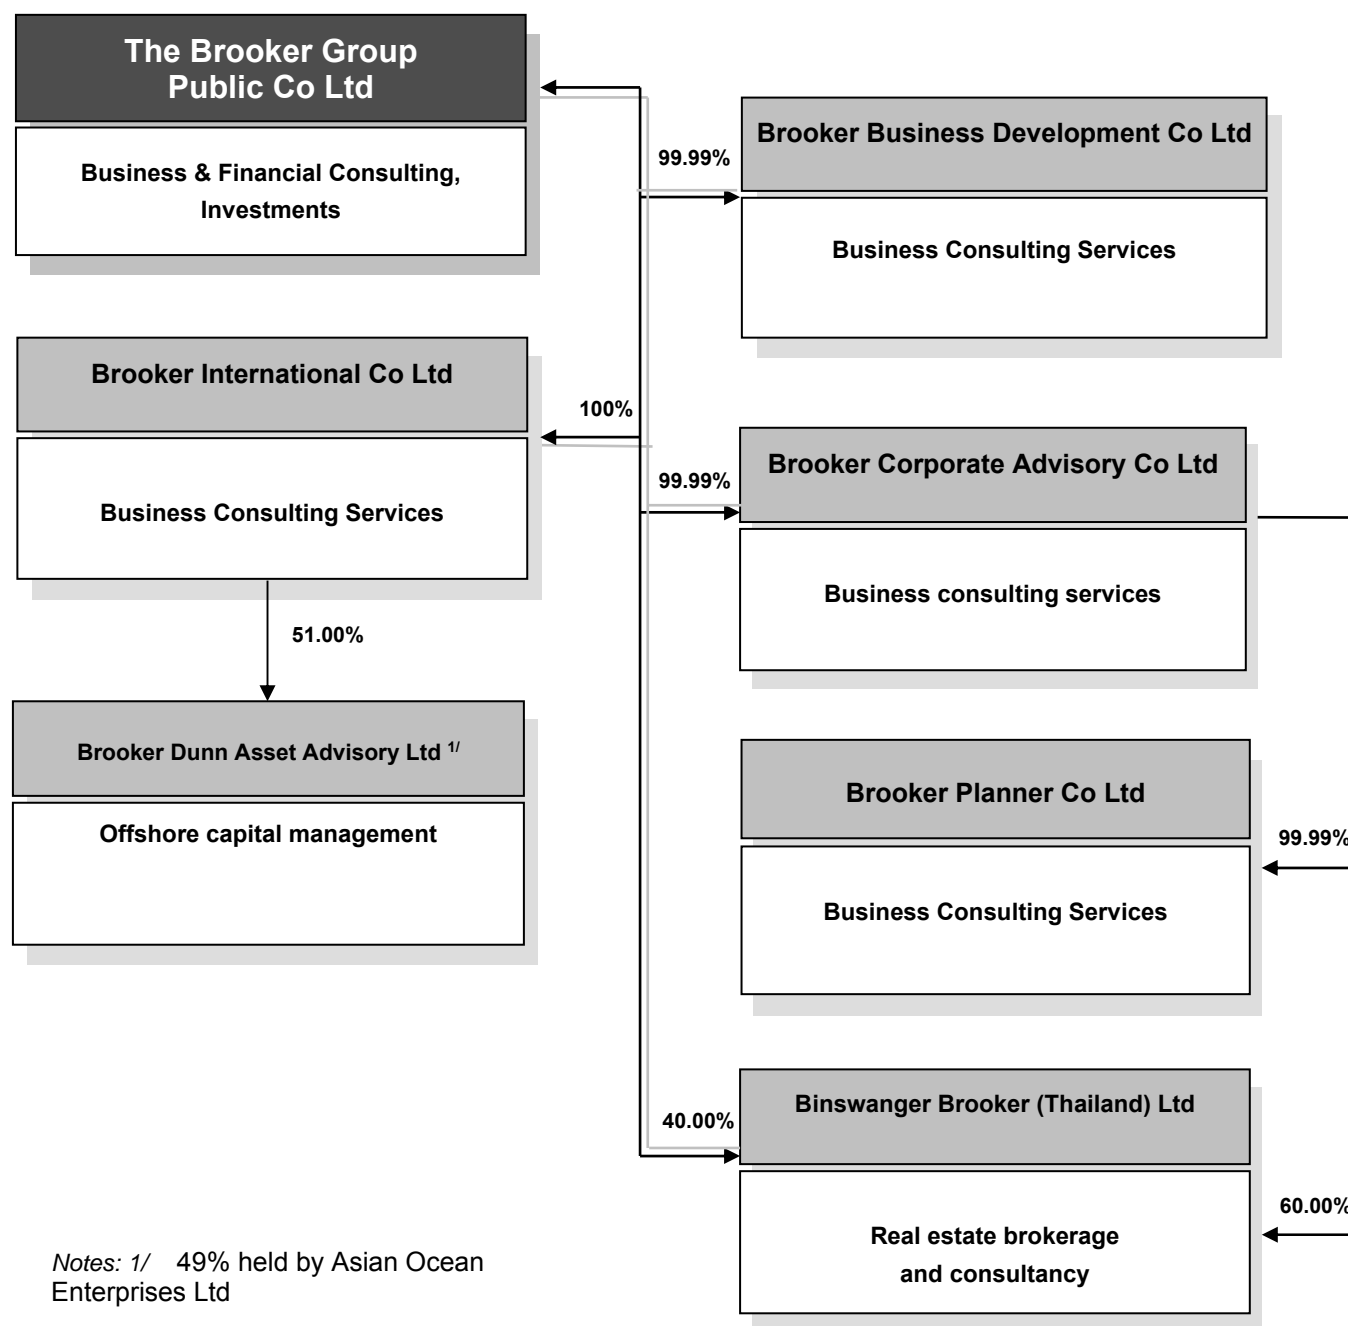 The Brooker Group
Public Co Ltd
Business & Financial Consulting,
Investments
99.99%
Brooker Business Development Co Ltd
Business Consulting Services
Brooker International Co Ltd
Business Consulting Services
100%
99.99%
Brooker Corporate Advisory Co Ltd
Business consulting services
51.00%
Brooker Dunn Asset Advisory Ltd 1/
Offshore capital management
Brooker Planner Co Ltd
Business Consulting Services
99.99%
40.00%
Binswanger Brooker (Thailand) Ltd
Real estate brokerage
and consultancy
60.00%
Notes: 1/ 49% held by Asian Ocean
Enterprises Ltd